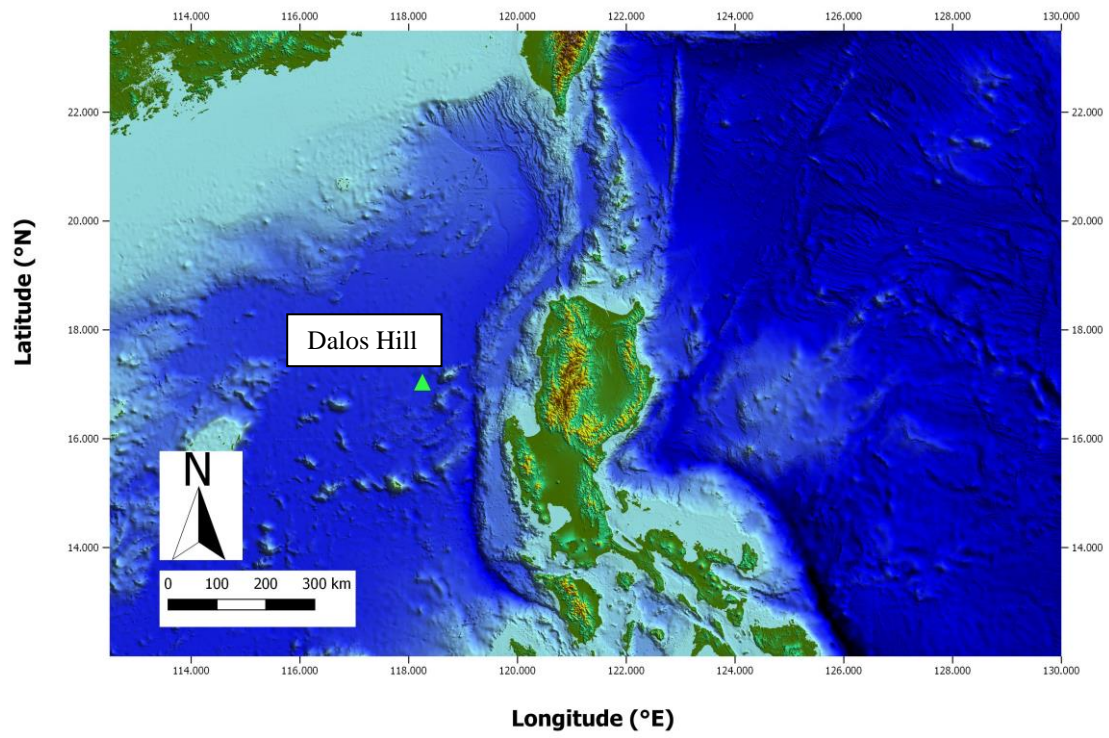 114.000 116.000 118.000 120.000 122.000 124.000 126.000 128.000 130.000
22.000 22.000
20.000 20.000
18.000 18.000
Dalos Hill
16.000 16.000
N
14.000 14.000
0 100 200 300 km
114.000 116.000 118.000 120.000 122.000 124.000 126.000 128.000 130.000
Latitude (°N)
Longitude (°E)